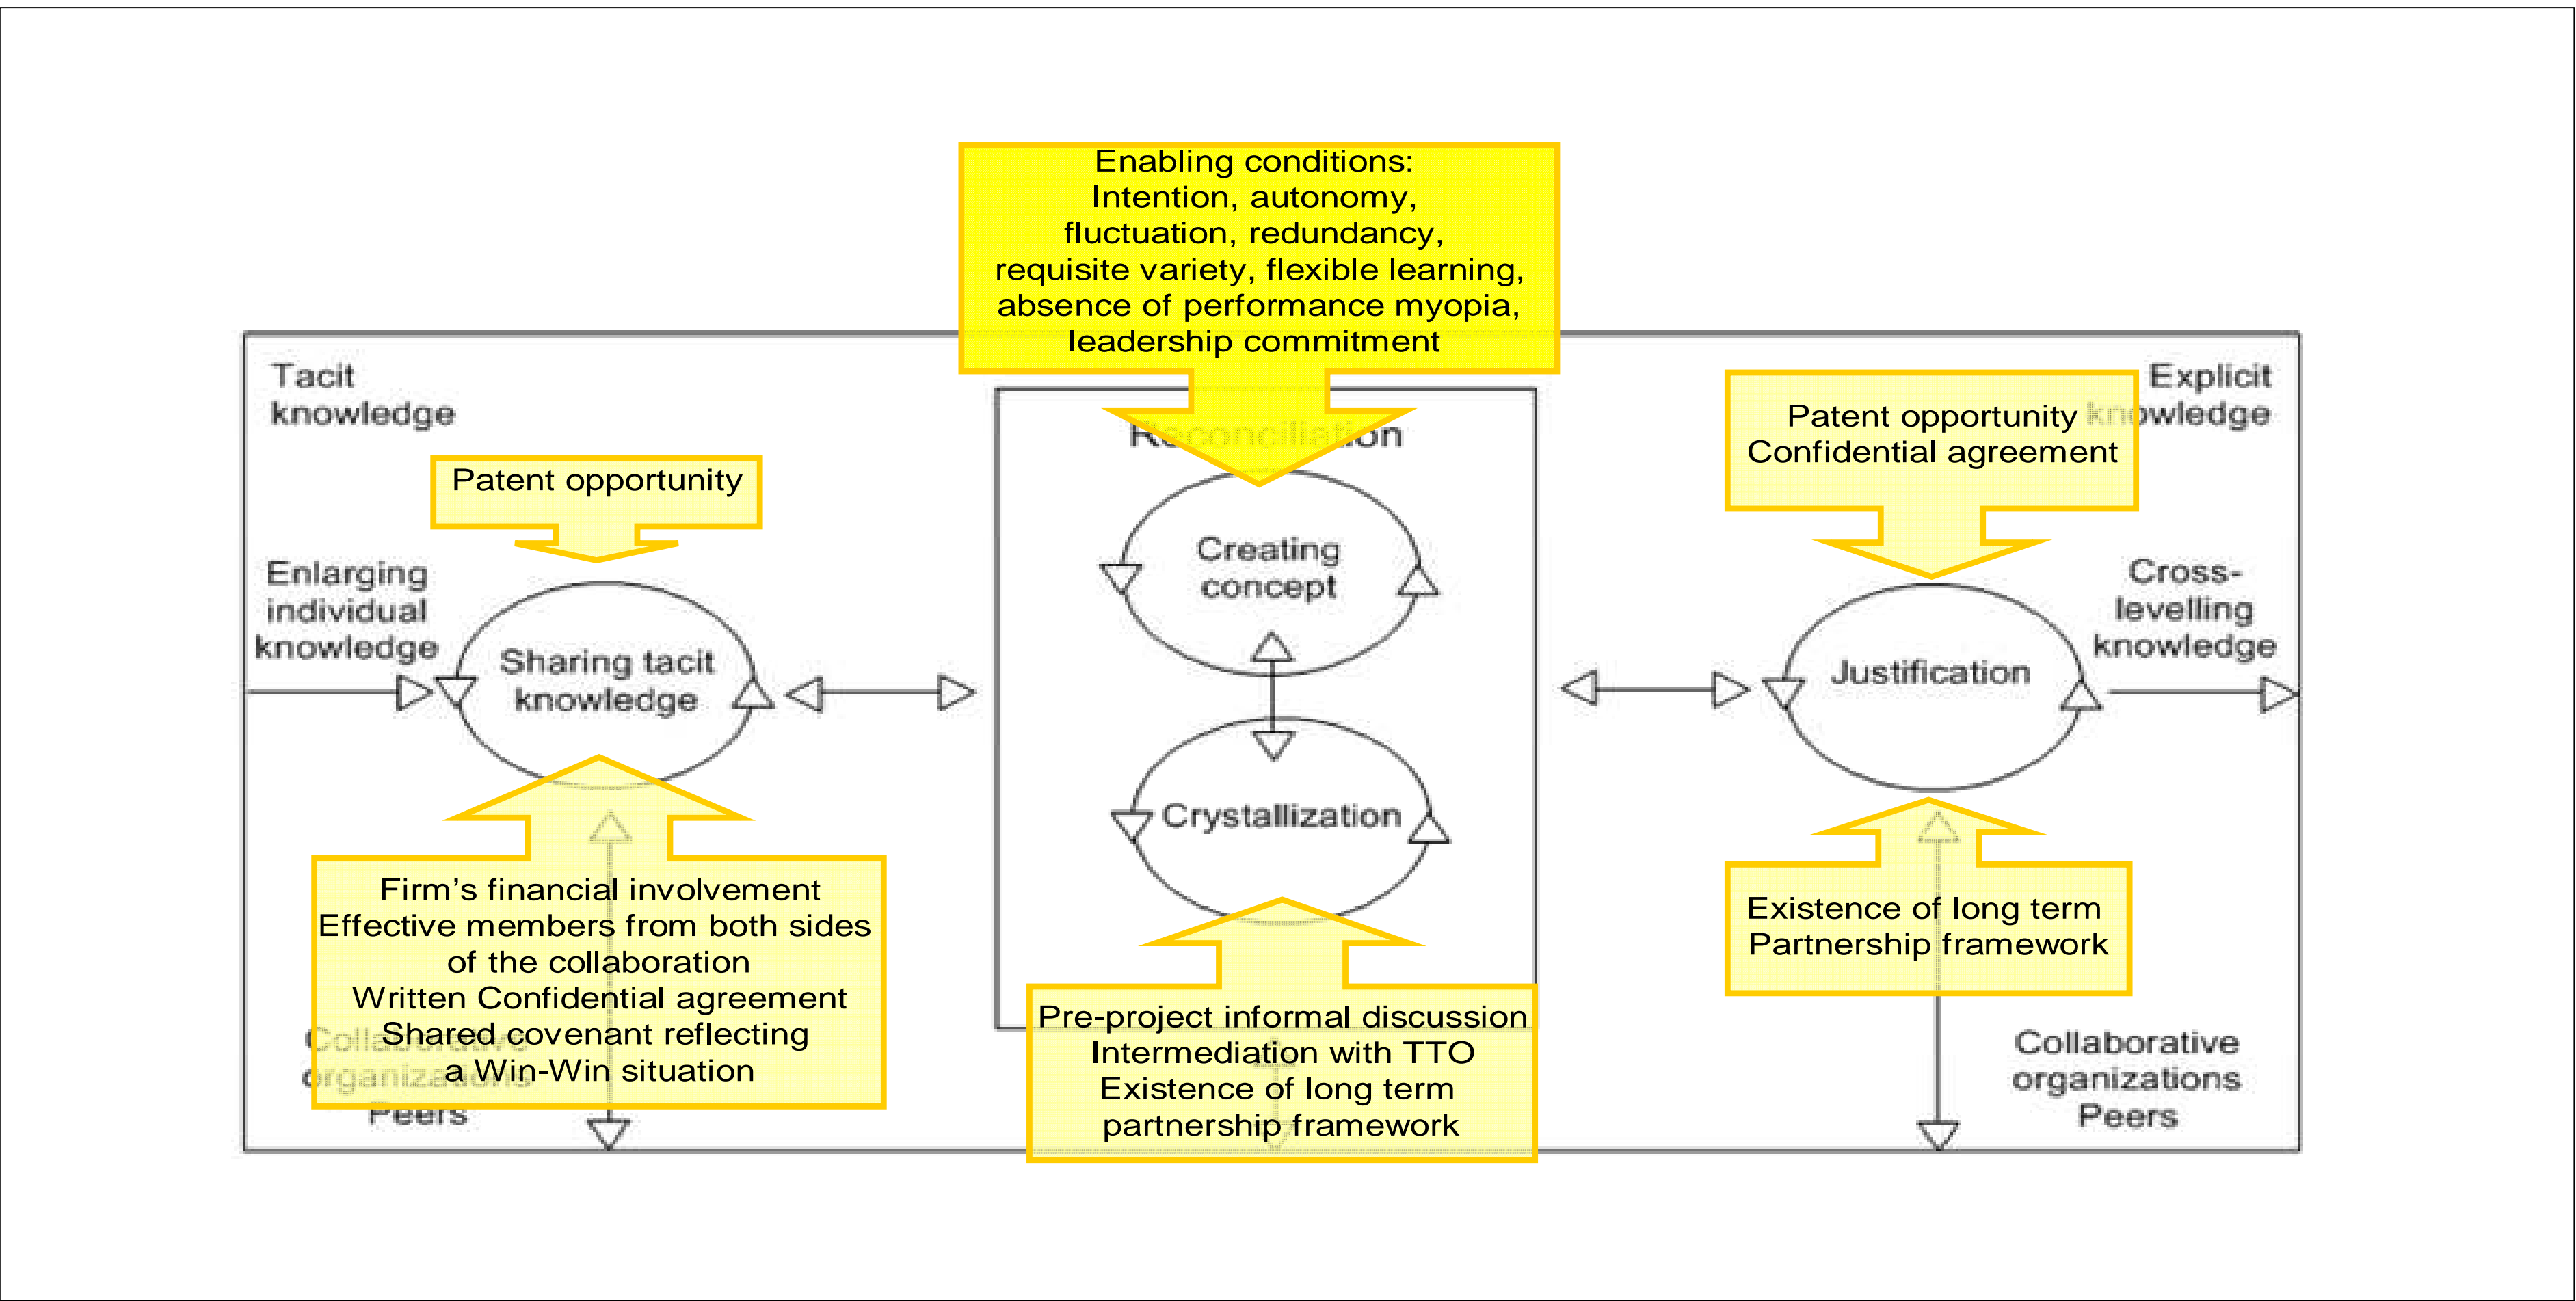 Enabling conditions:
Intention, autonomy,
fluctuation, redundancy,
requisite variety, flexible learning,
absence of performance myopia,
leadership commitment
Tacit
knowledge
Explicit
knowledge
Patent opportunity
Confidential agreement
Reconciliation
Patent opportunity
Enlarging
individual
knowledge
Sharing tacit
knowledge
Creating
concept
Crystallization
Justification
Cross-
levelling
knowledge
Firm’s financial involvement
Effective members from both sides
of the collaboration
Written Confidential agreement
Shared covenant reflecting
a Win-Win situation
Collaborative
organizations
Peers
Pre-project informal discussion
Intermediation with TTO
Existence of long term
partnership framework
Existence of long term
Partnership framework
Collaborative
organizations
Peers